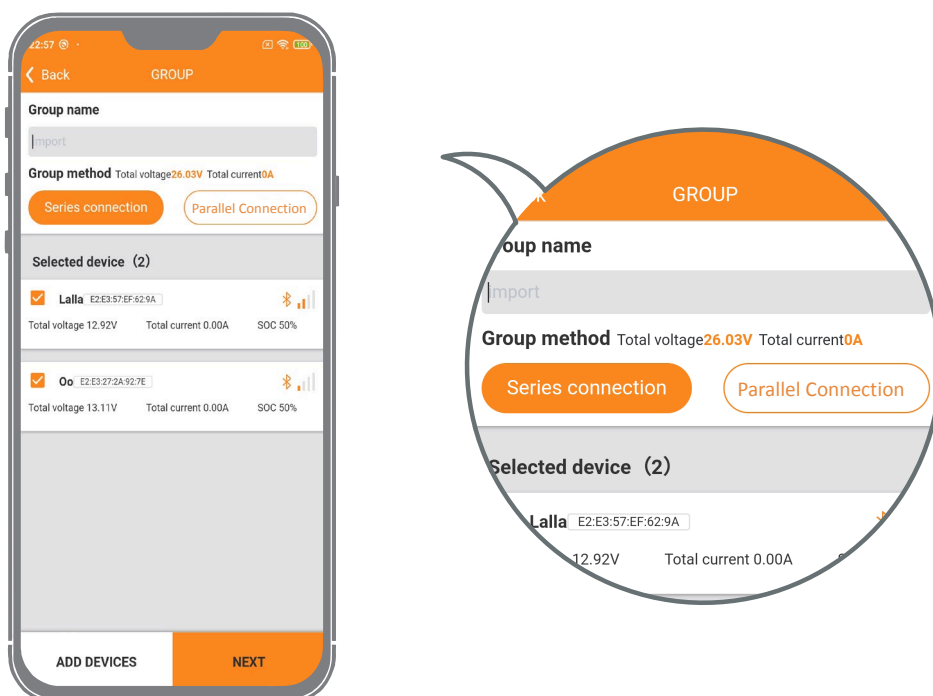 22:57
100
Back GROUP
Group name
Import
Group method Total voltage26.03V Total current0A
Series connection Parallel Connection
Selected device（2）
Lalla E2:E3:57:EF:62:9A
Total voltage 12.92V Total current 0.00A SOC 50%
Oo E2:E3:27:2A:92:7E
Total voltage 13.11V Total current 0.00A SOC 50%
ADD DEVICES NEXT
k GROUP
oup name
Import
Group method Total voltage26.03V Total current0A
Series connection Parallel Connection
Selected device（2）
Lalla E2:E3:57:EF:62:9A
12.92V Total current 0.00A